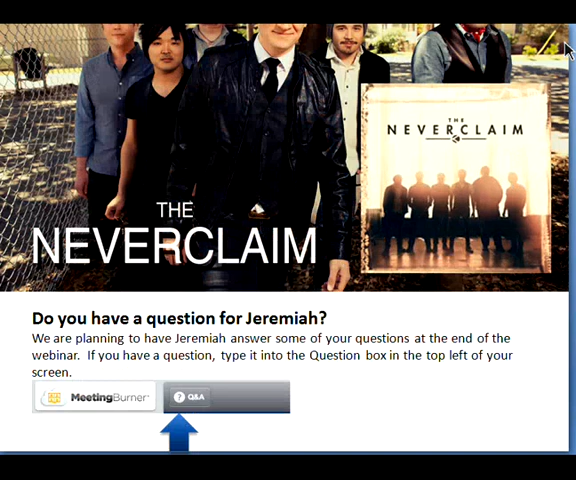 THE
NEVERCLAIM
THE
NEVERCLAIM
Do you have a question for Jeremiah?
We are planning to have Jeremiah answer some of your questions at the end of the
webinar. If you have a question, type it into the Question box in the top left of your
screen.
MeetingBurner
? Q&A